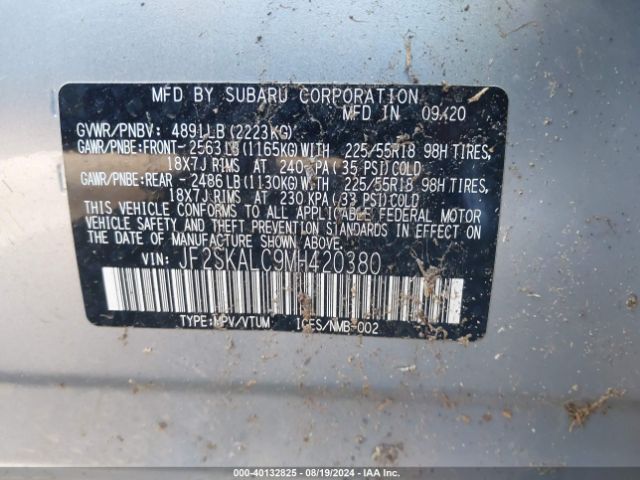 MFD BY SUBARU CORPORATION
MFD IN 09/20
GVWR/PNBV: 4891LB(2223KG)
GAWR/PNBE:FRONT-2563LB(1165KG)WITH 225/55R18 98H TIRES,
18X7J RIMS AT 240 KPA(35 PSI)COLD
GAWR/PNBE:REAR -2486LB(1130KG)WITH 225/55R18 98H TIRES,
18X7J RIMS AT 230 KPA(33 PSI)COLD
THIS VEHICLE CONFORMS TO ALL APPLICABLE FEDERAL MOTOR
VEHICLE SAFETY AND THEFT PREVENTION STANDARDS IN EFFECT ON
THE DATE OF MANUFACTURE SHOWN ABOVE
VIN: JF2SKALC9MH420380
TYPE:MPV/VTUM ICES/NMB-002
000-40132825 - 08/19/2024 - IAA Inc.